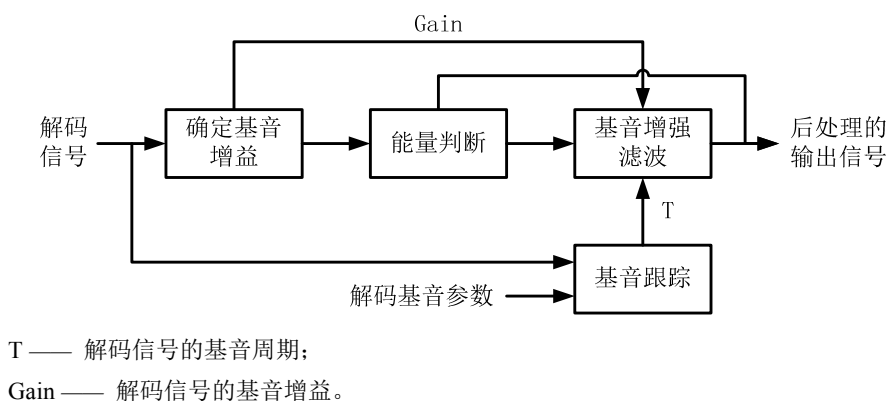 Gain
解码
信号
确定基音
增益
能量判断
基音增强
滤波
后处理的
输出信号
T
基音跟踪
解码基音参数
T —— 解码信号的基音周期；
Gain —— 解码信号的基音增益。